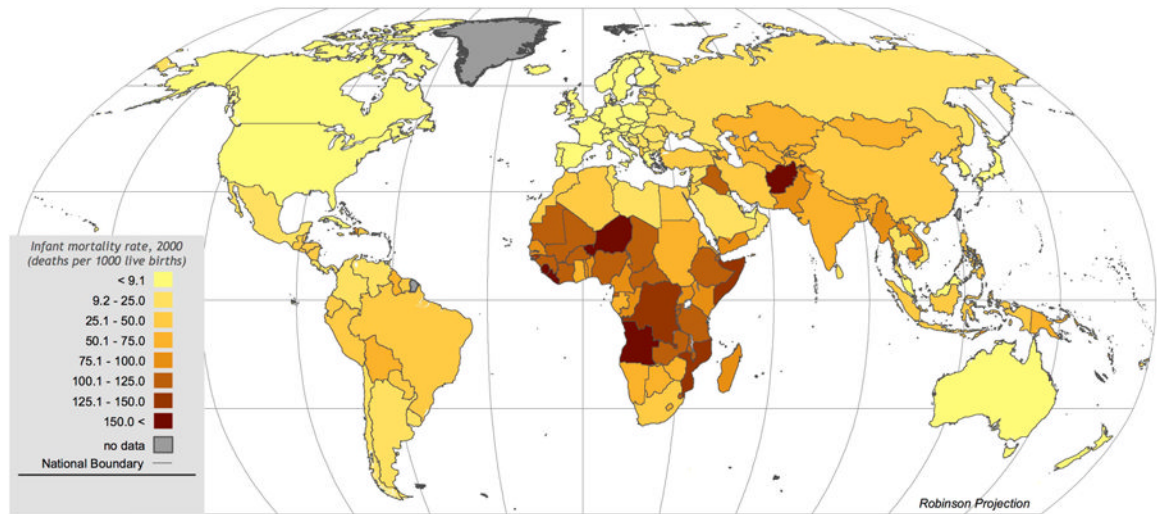 Infant mortality rate, 2000
(deaths per 1000 live births)
< 9.1
9.2 - 25.0
25.1 - 50.0
50.1 - 75.0
75.1 - 100.0
100.1 - 125.0
125.1 - 150.0
150.0 <
no data
National Boundary
Robinson Projection